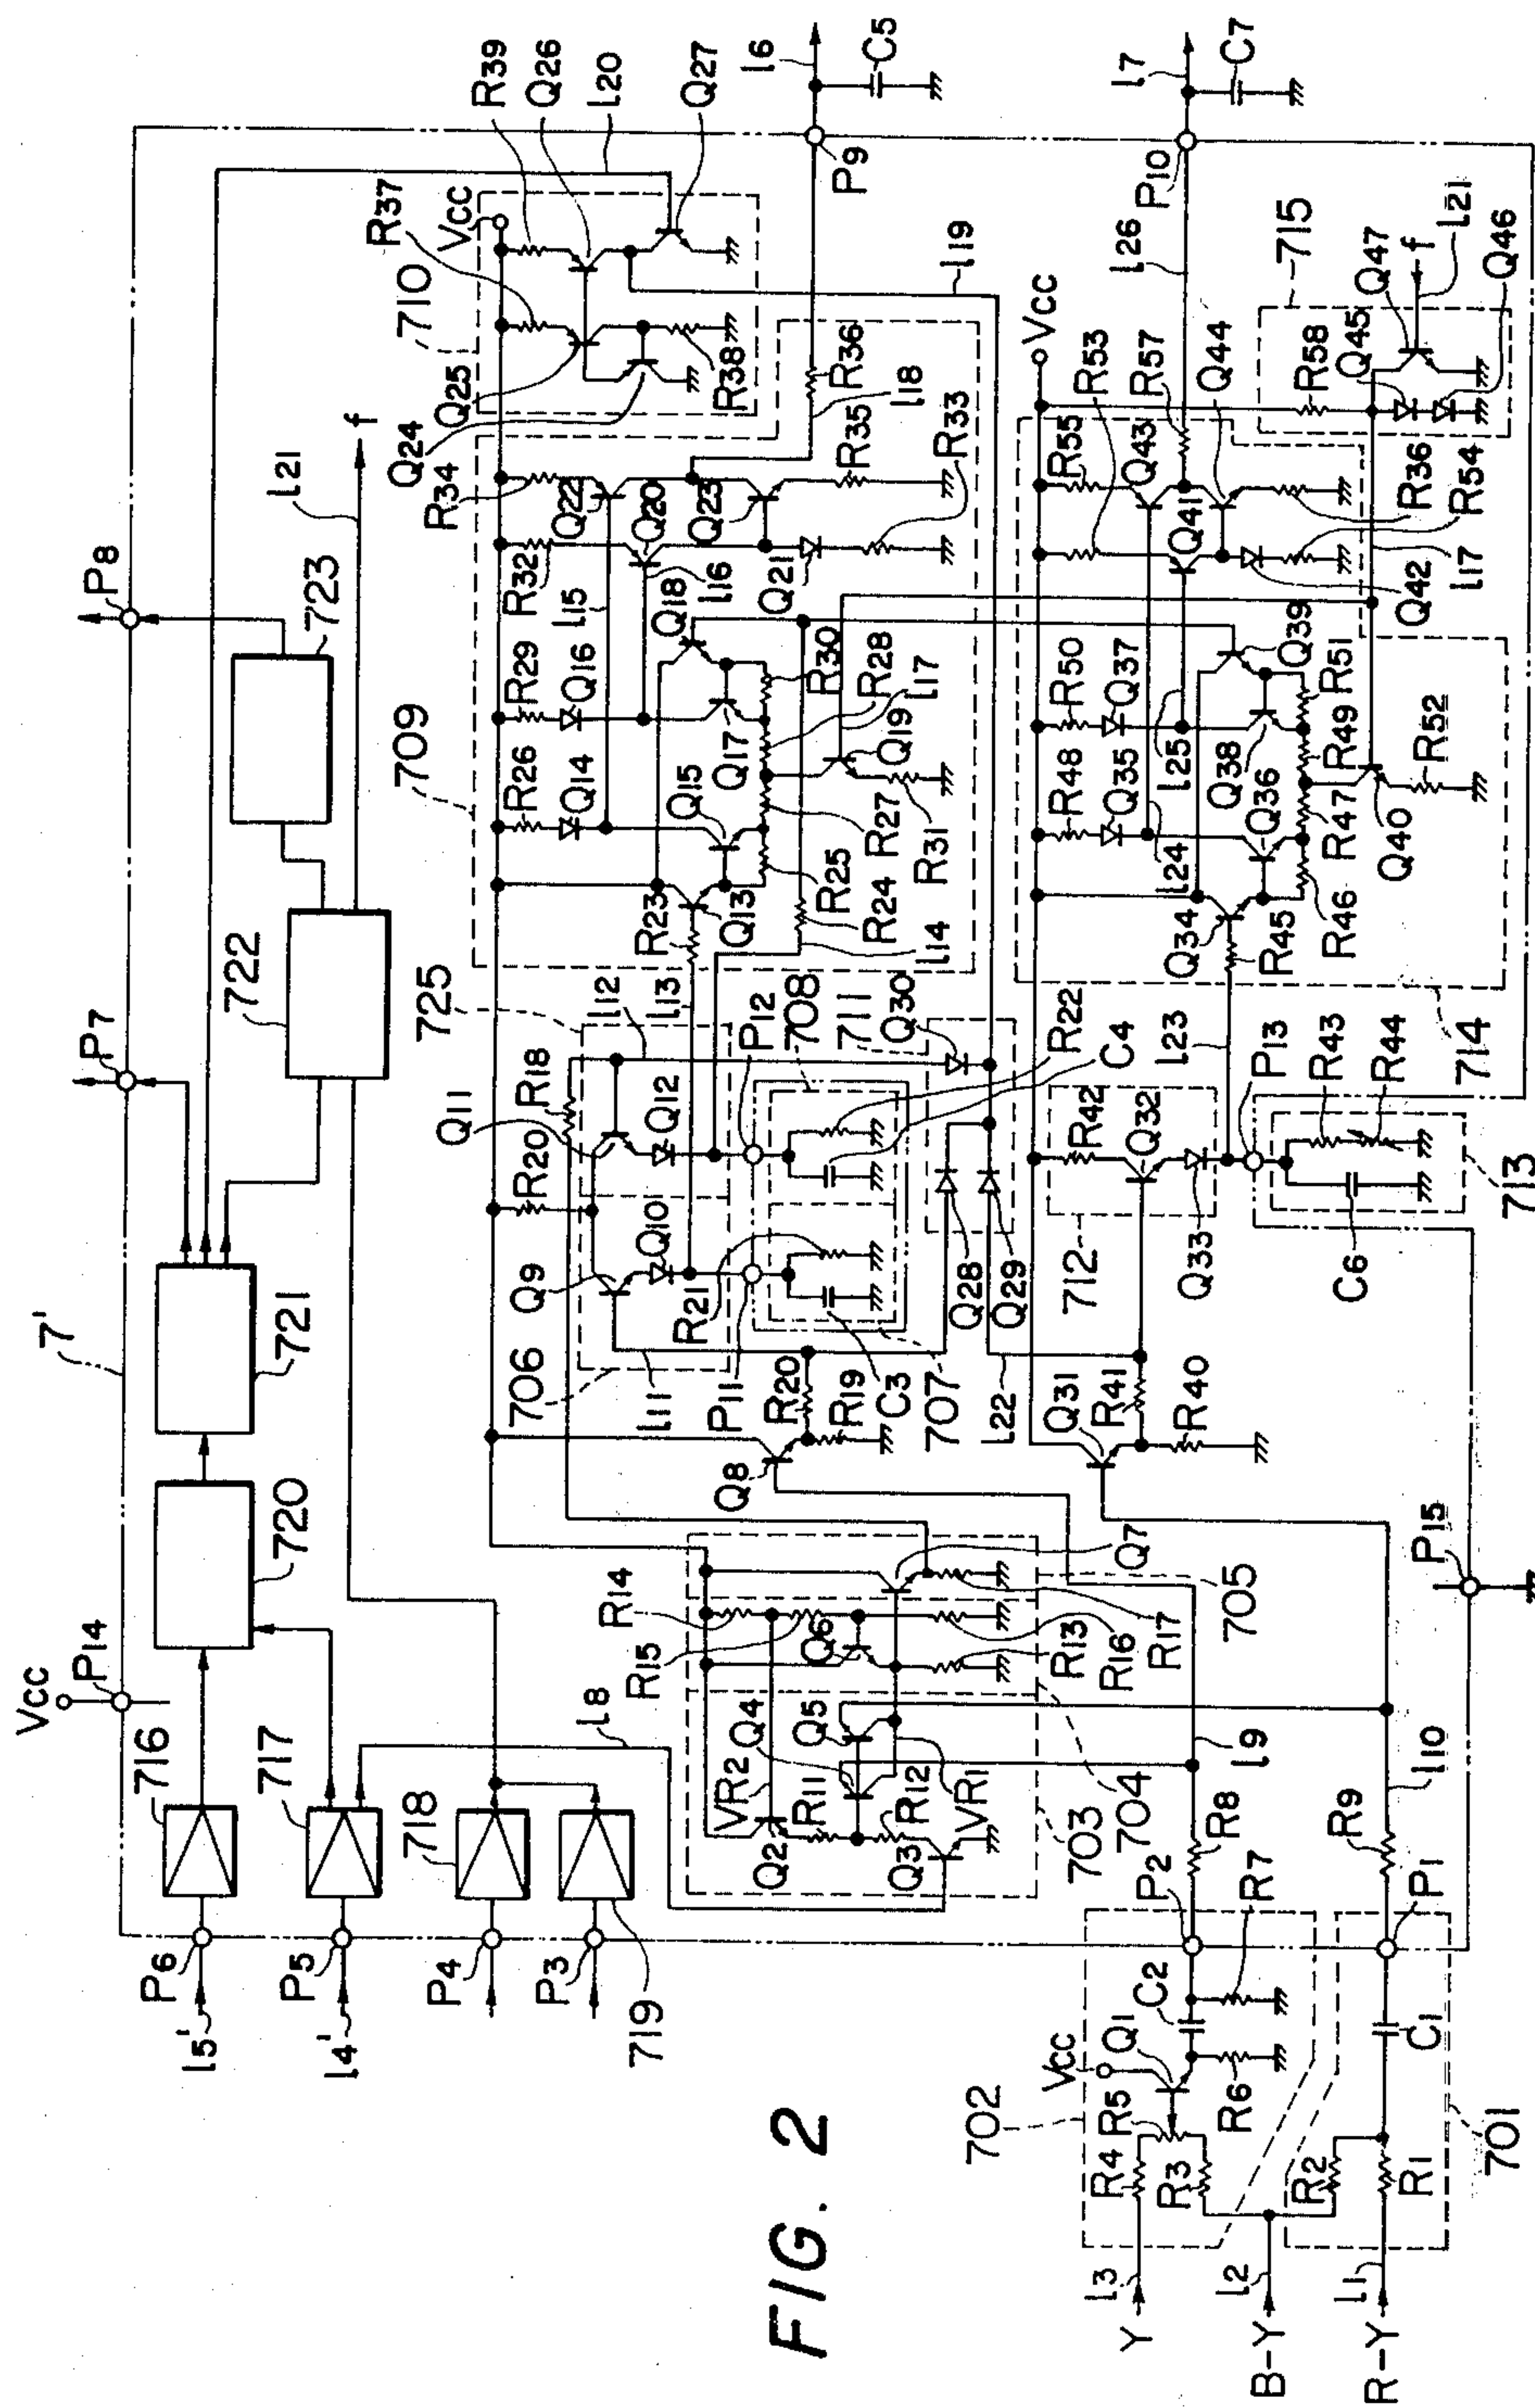 FIG. 2
7'
Vcc
P14
P7
P8
716
717
718
719
720
721
722
723
l21
f
P6
P5
P4
P3
l5'
l4'
l8
710
R37
R39
Q26
l20
Q27
Vcc
Q25
Q24
R38
l19
l6
C5
P9
709
R34
Q22
R32
Q20
l15
l16
Q18
Q23
Q21
R36
l18
R35
R33
R29
Q16
R26
Q14
Q17
Q15
R30
R28
l17
Q19
R27
R31
R25
R24
l14
R23
Q13
725
l12
l13
P12
708
711
Q30
R22
C4
R18
Q11
R20
Q12
Q9
Q10
R21
706
l11
P11
R20
R19
C3
707
Q28
Q29
l22
Q8
l7
C7
P10
l26
715
Vcc
R53
R57
Q44
R58
Q45
Q47
f
l21
Q46
R55
Q43
Q41
R36
R54
l17
Q42
R50
Q37
R48
Q35
l25
l24
Q39
Q38
Q36
R51
R49
R47
R52
Q40
Q34
R45
R46
714
l23
P13
R43
R44
713
C6
R42
Q32
712
Q33
Q31
R41
R40
P15
R14
R15
Q6
Q7
705
R17
R16
R13
704
703
VR2
Q4
Q5
R11
R12
VR1
Q2
Q3
l9
l10
R8
R9
P2
P1
R7
C2
Q1
Vcc
702
R5
R6
R4
R3
C1
R2
R1
701
l3
Y
l2
B-Y
l1
R-Y